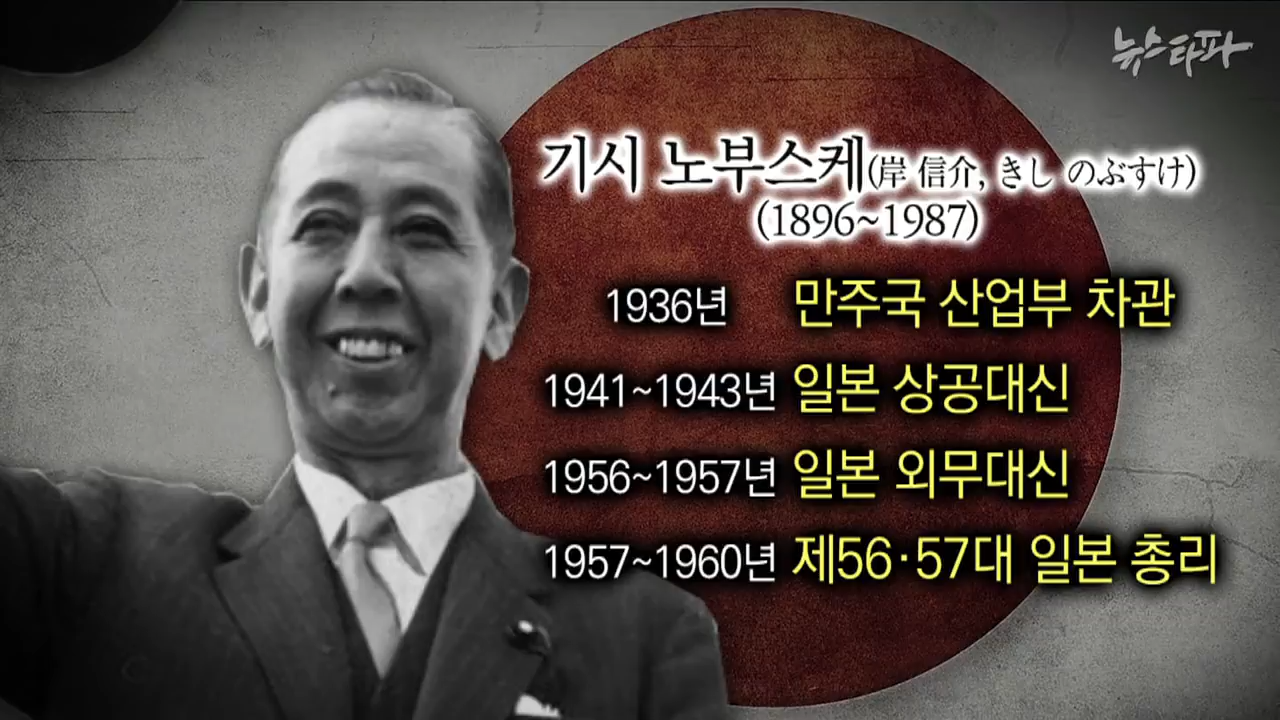 뉴스타파
기시 노부스케(岸 信介, きし のぶすけ)
(1896~1987)
1936년 만주국 산업부 차관
1941~1943년 일본 상공대신
1956~1957년 일본 외무대신
1957~1960년 제56·57대 일본 총리